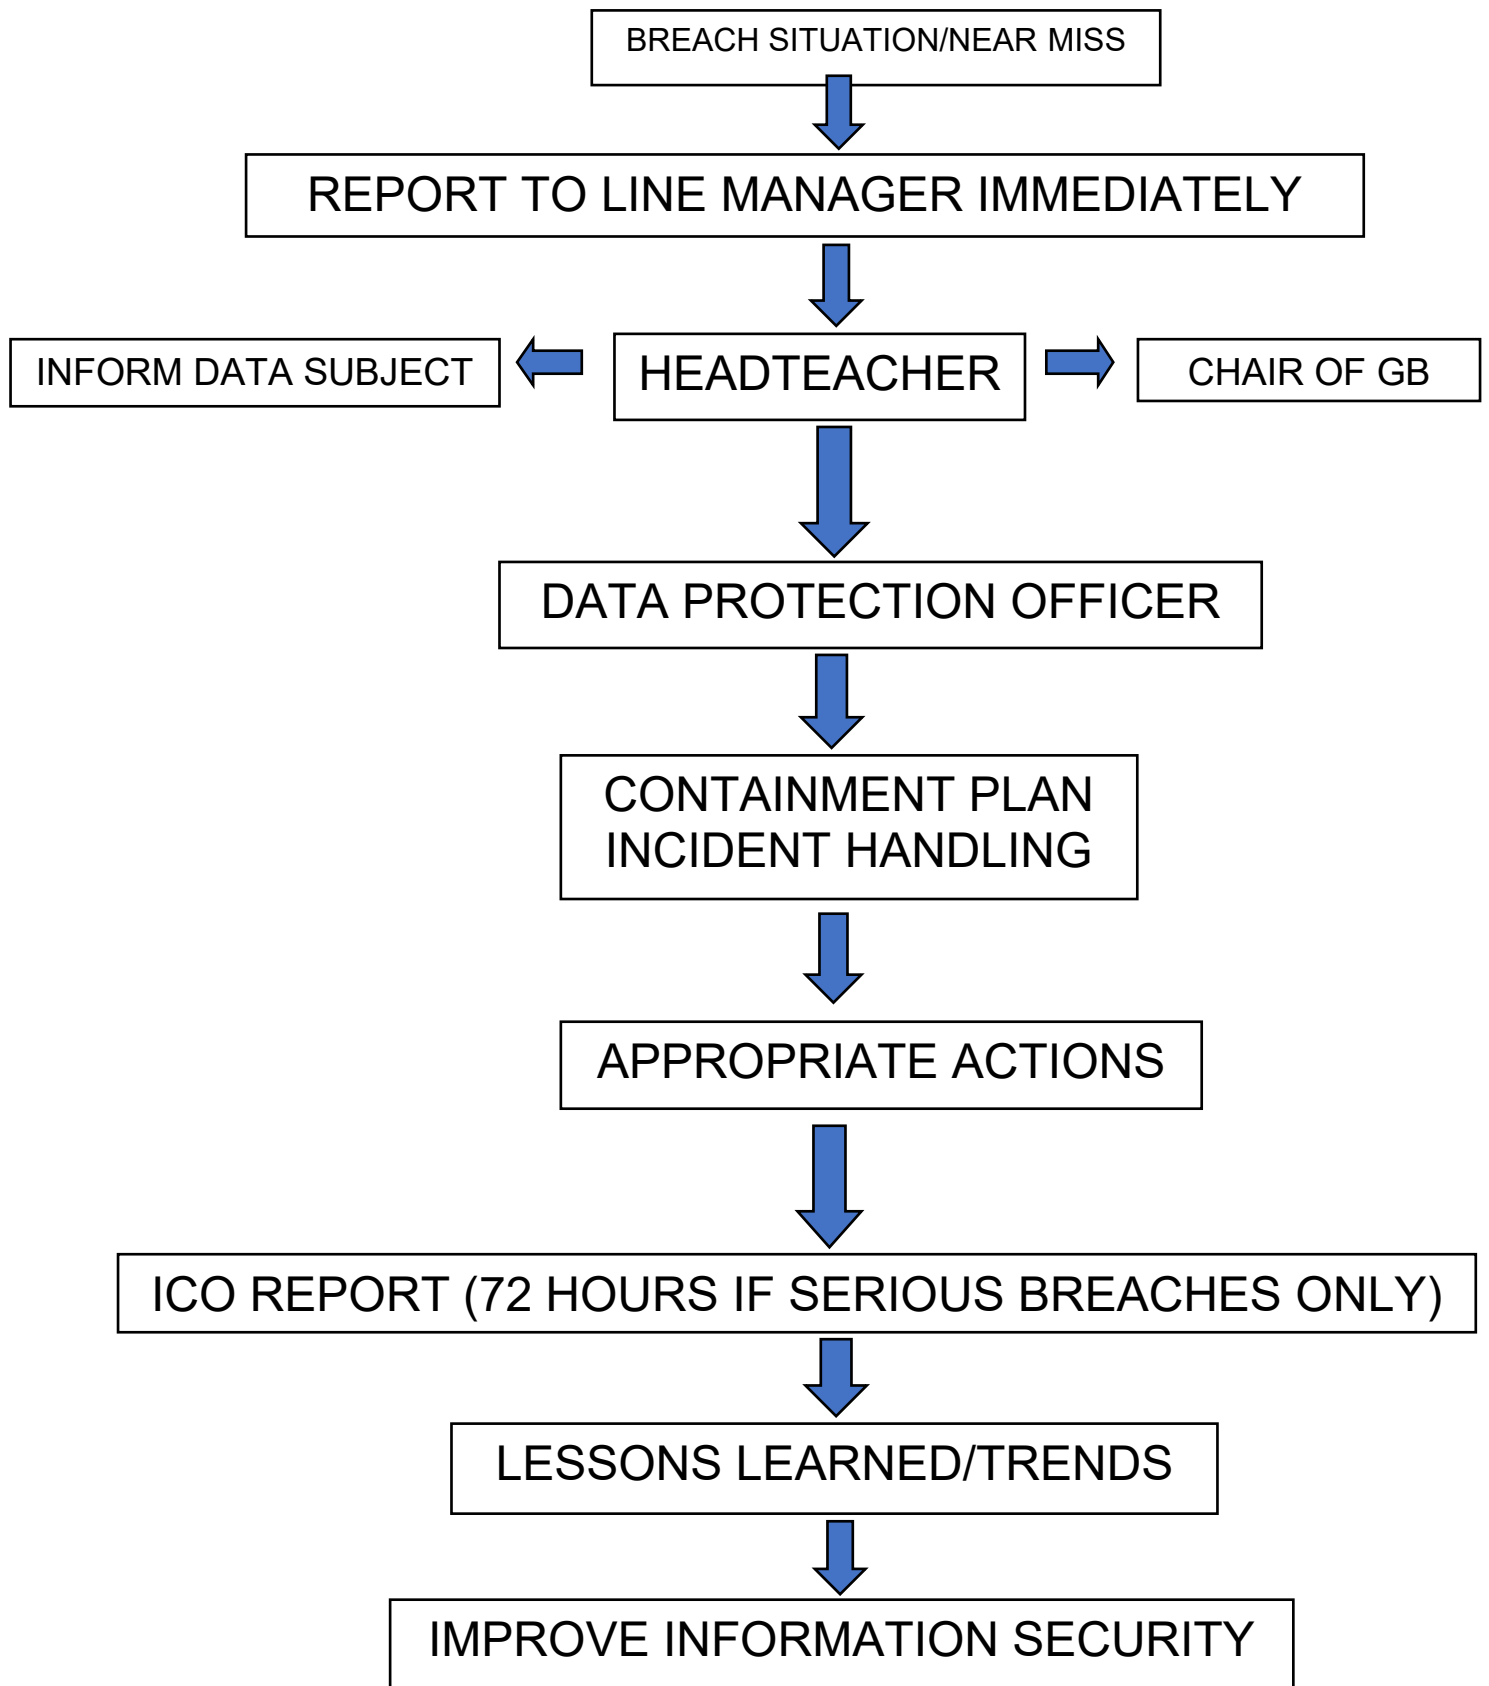 BREACH SITUATION/NEAR MISS
REPORT TO LINE MANAGER IMMEDIATELY
INFORM DATA SUBJECT
HEADTEACHER
CHAIR OF GB
DATA PROTECTION OFFICER
CONTAINMENT PLAN
INCIDENT HANDLING
APPROPRIATE ACTIONS
ICO REPORT (72 HOURS IF SERIOUS BREACHES ONLY)
LESSONS LEARNED/TRENDS
IMPROVE INFORMATION SECURITY